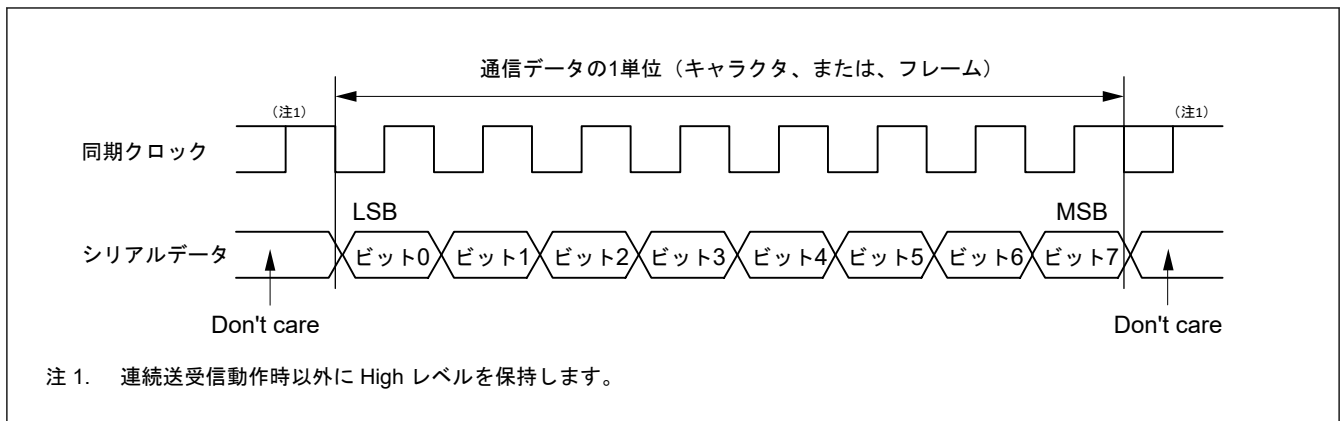 通信データの1単位（キャラクタ、または、フレーム）
（注1） （注1）
同期クロック
LSB MSB
シリアルデータ ビット0 ビット1 ビット2 ビット3 ビット4 ビット5 ビット6 ビット7
Don't care Don't care
注 1. 連続送受信動作時以外に High レベルを保持します。